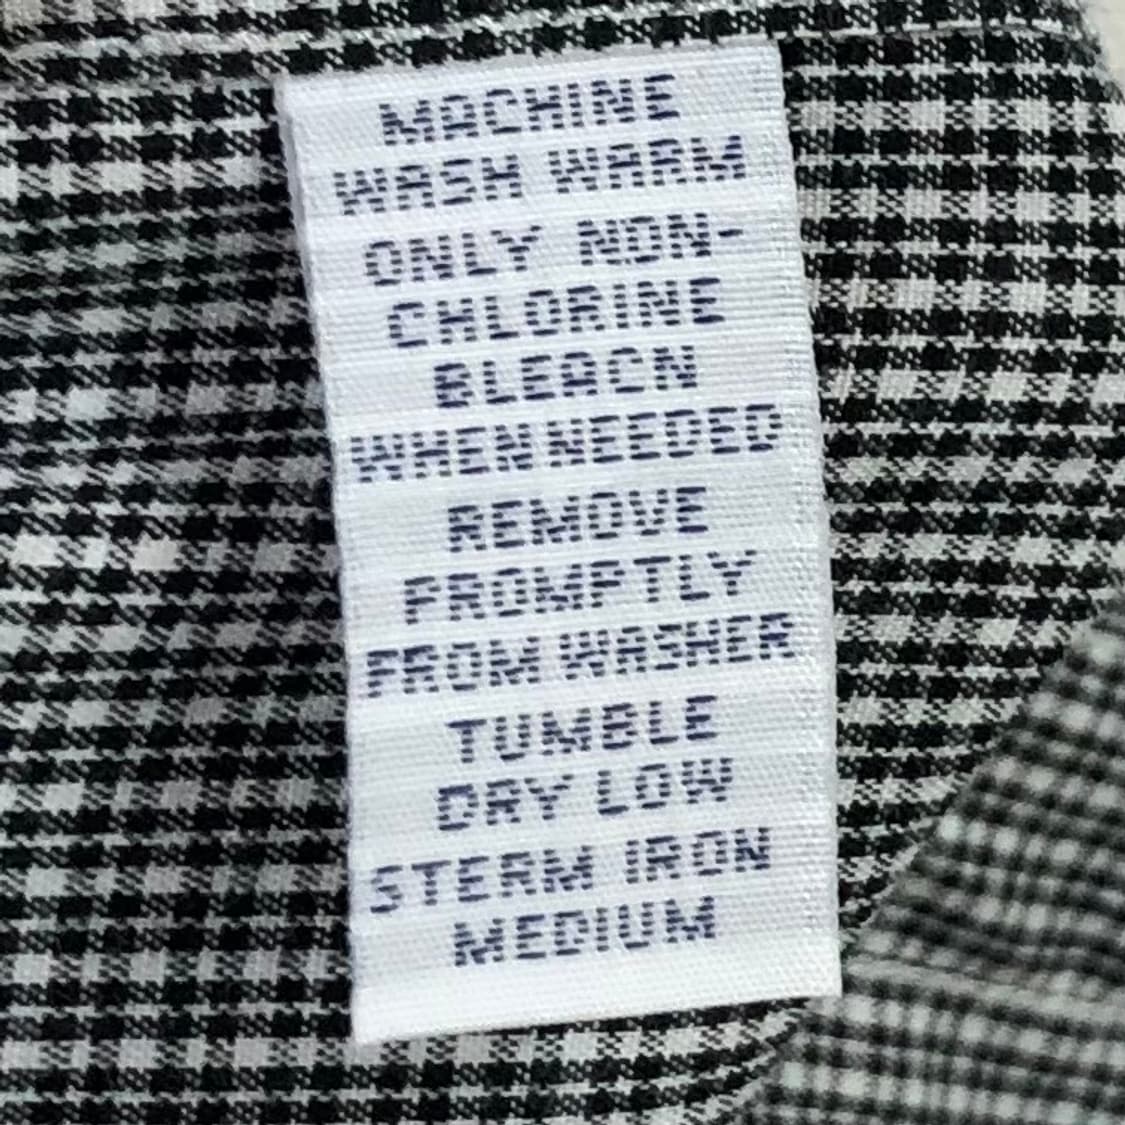 MACHINE
WASH WARM
ONLY NON-
CHLORINE
BLEACN
WHEN NEEDED
REMOVE
PROMPTLY
FROM WASHER
TUMBLE
DRY LOW
STERM IRON
MEDIUM